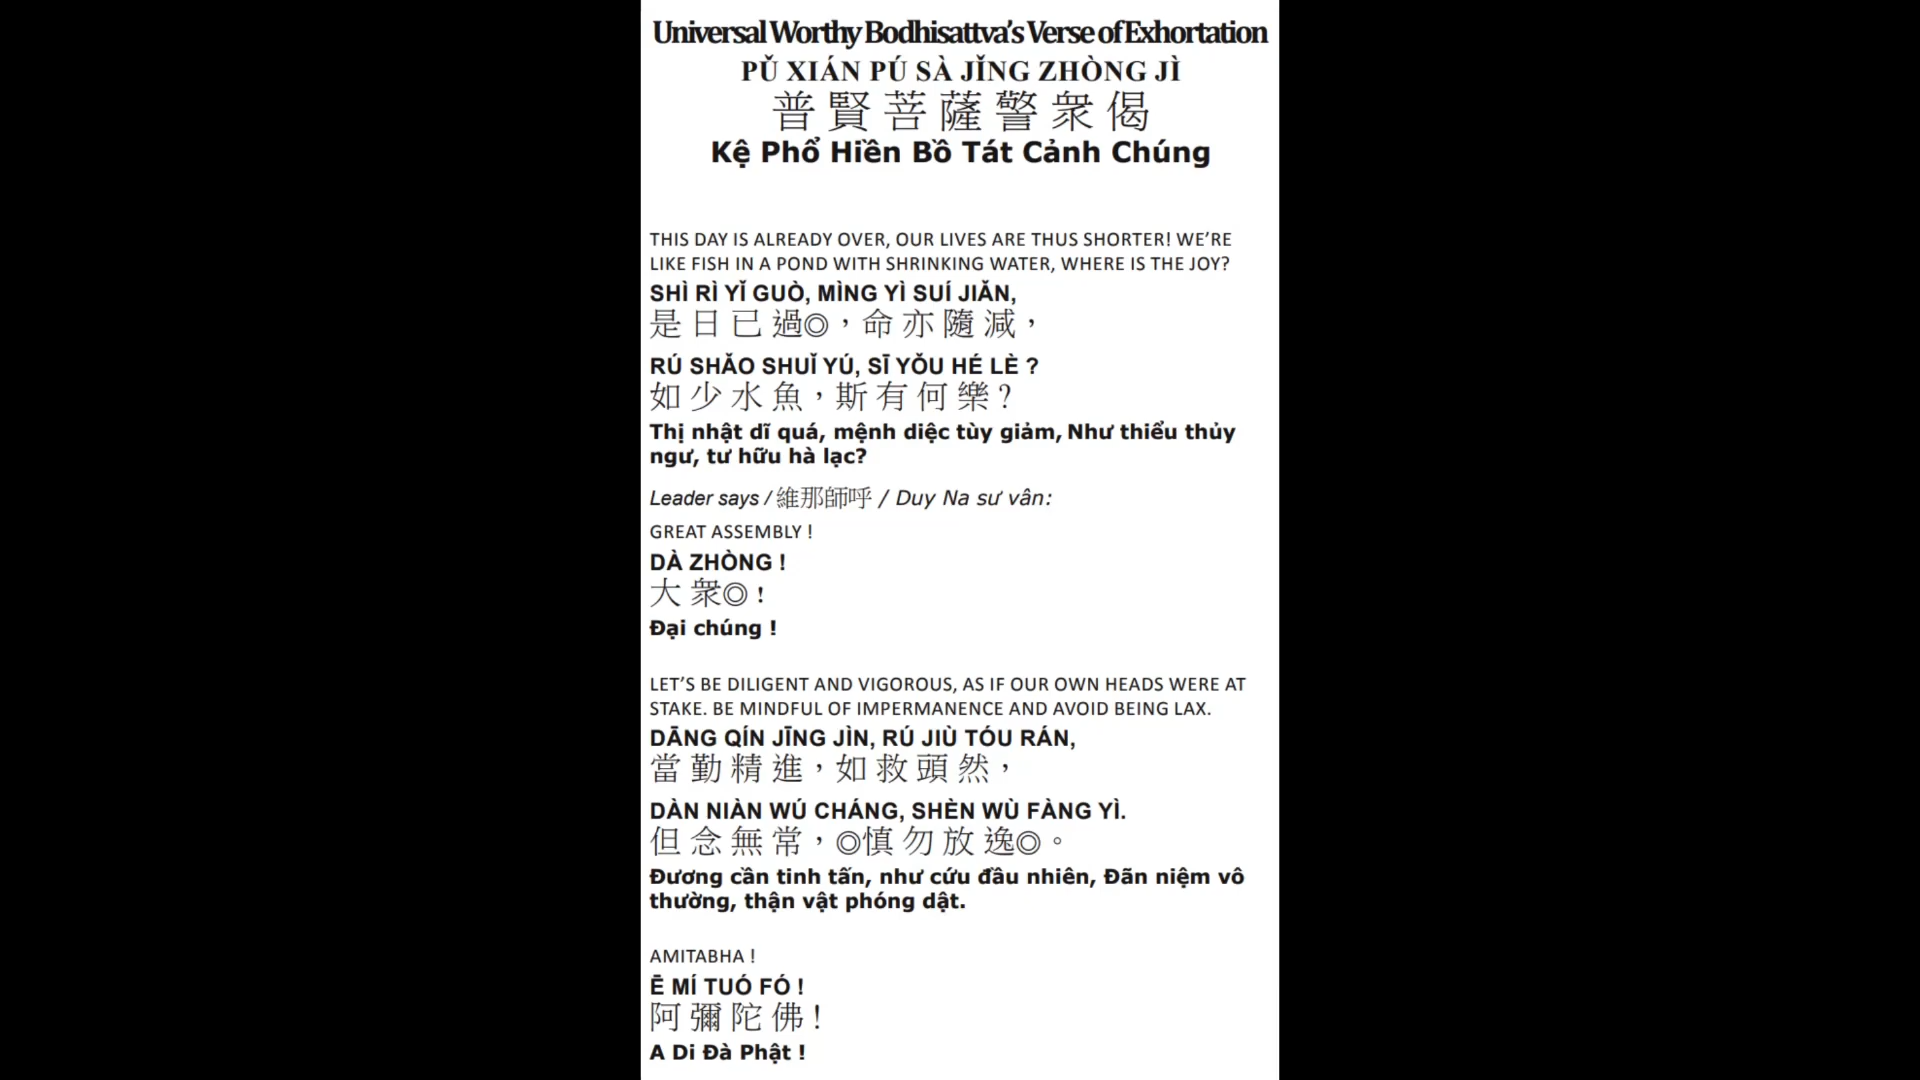 Universal Worthy Bodhisattva's Verse of Exhortation
PǓ XIÁN PÚ SÀ JǏNG ZHÒNG JÌ
普賢菩薩警衆偈
Kệ Phổ Hiền Bồ Tát Cảnh Chúng
THIS DAY IS ALREADY OVER, OUR LIVES ARE THUS SHORTER! WE'RE
LIKE FISH IN A POND WITH SHRINKING WATER, WHERE IS THE JOY?
SHÌ RÌ YǏ GUÒ, MÌNG YÌ SUÍ JIǍN,
是日已過◎，命亦隨減，
RÚ SHǍO SHUǏ YÚ, SĪ YǑU HÉ LÈ ?
如少水魚，斯有何樂？
Thị nhật dĩ quá, mệnh diệc tùy giảm, Như thiểu thủy
ngư, tư hữu hà lạc?
Leader says / 維那師呼 / Duy Na sư vân:
GREAT ASSEMBLY !
DÀ ZHÒNG !
大衆◎！
Đại chúng !
LET'S BE DILIGENT AND VIGOROUS, AS IF OUR OWN HEADS WERE AT
STAKE. BE MINDFUL OF IMPERMANENCE AND AVOID BEING LAX.
DĀNG QÍN JĪNG JÌN, RÚ JIÙ TÓU RÁN,
當勤精進，如救頭然，
DÀN NIÀN WÚ CHÁNG, SHÈN WÙ FÀNG YÌ.
但念無常，◎慎勿放逸◎。
Đương cần tinh tấn, như cứu đầu nhiên, Đãn niệm vô
thường, thận vật phóng dật.
AMITABHA !
Ē MÍ TUÓ FÓ !
阿彌陀佛！
A Di Đà Phật !